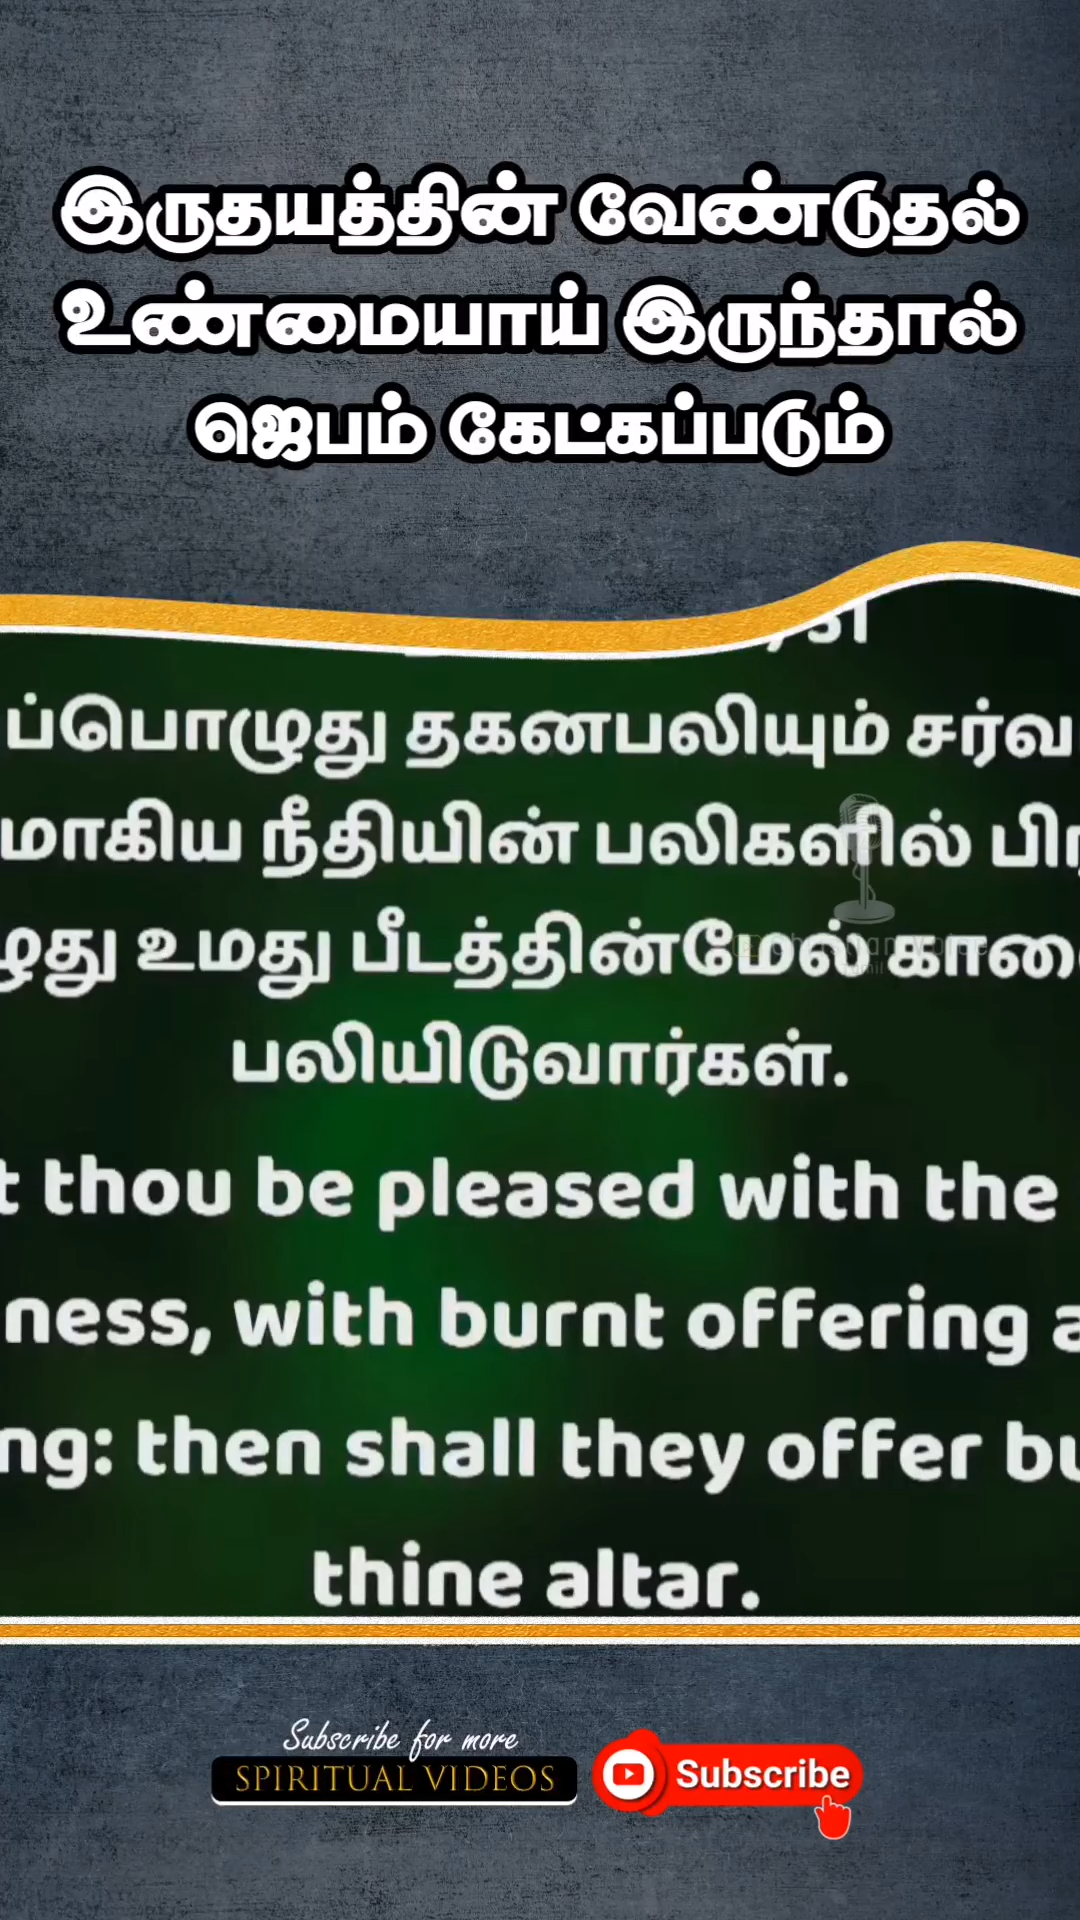 இருதயத்தின் வேண்டுதல்
உண்மையாய் இருந்தால்
ஜெபம் கேட்கப்படும்
ப்பொழுது தகனபலியும் சர்வ
மாகிய நீதியின் பலிகளில் பிர
ழுது உமது பீடத்தின்மேல் காளை
பலியிடுவார்கள்.
t thou be pleased with the
ness, with burnt offering a
ng: then shall they offer bu
thine altar.
Subscribe for more
SPIRITUAL VIDEOS
Subscribe